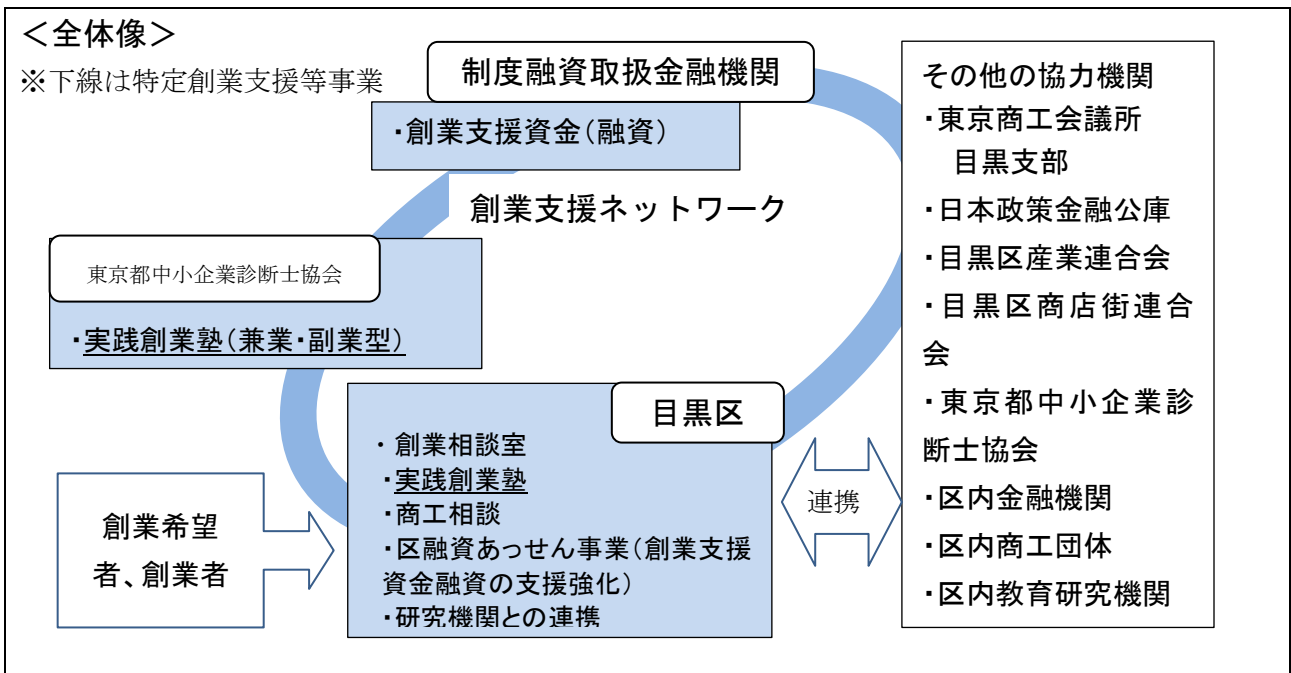 ＜全体像＞
※下線は特定創業支援等事業
制度融資取扱金融機関
・創業支援資金（融資）
創業支援ネットワーク
東京都中小企業診断士協会
・実践創業塾（兼業・副業型）
目黒区
・創業相談室
・実践創業塾
・商工相談
・区融資あっせん事業（創業支援
資金融資の支援強化）
・研究機関との連携
創業希望
者、創業者
連携
その他の協力機関
・東京商工会議所
目黒支部
・日本政策金融公庫
・目黒区産業連合会
・目黒区商店街連合
会
・東京都中小企業診
断士協会
・区内金融機関
・区内商工団体
・区内教育研究機関